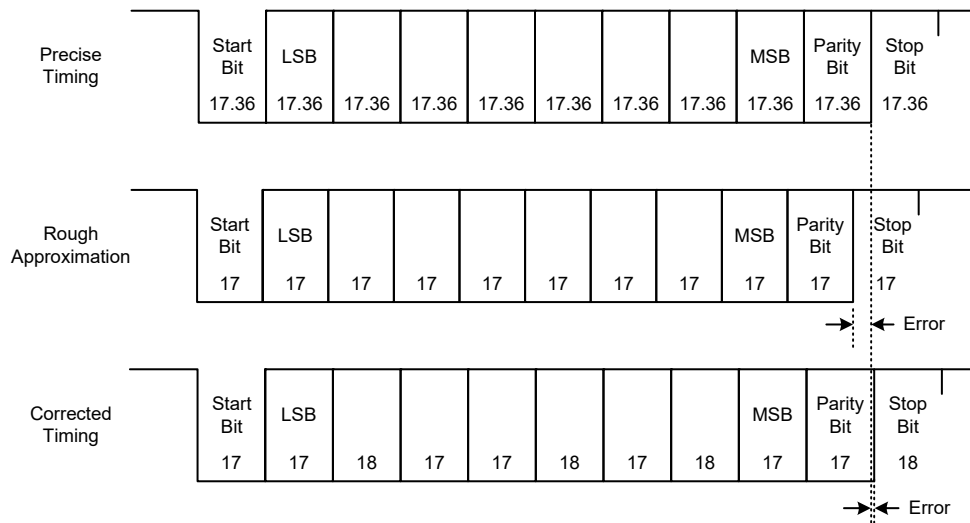 Precise
Timing
Start
Bit
LSB
MSB
Parity
Bit
Stop
Bit
17.36 17.36 17.36 17.36 17.36 17.36 17.36 17.36 17.36 17.36 17.36
Rough
Approximation
Start
Bit
LSB
MSB
Parity
Bit
Stop
Bit
17 17 17 17 17 17 17 17 17 17 17
Error
Corrected
Timing
Start
Bit
LSB
MSB
Parity
Bit
Stop
Bit
17 17 18 17 17 18 17 18 17 17 18
Error